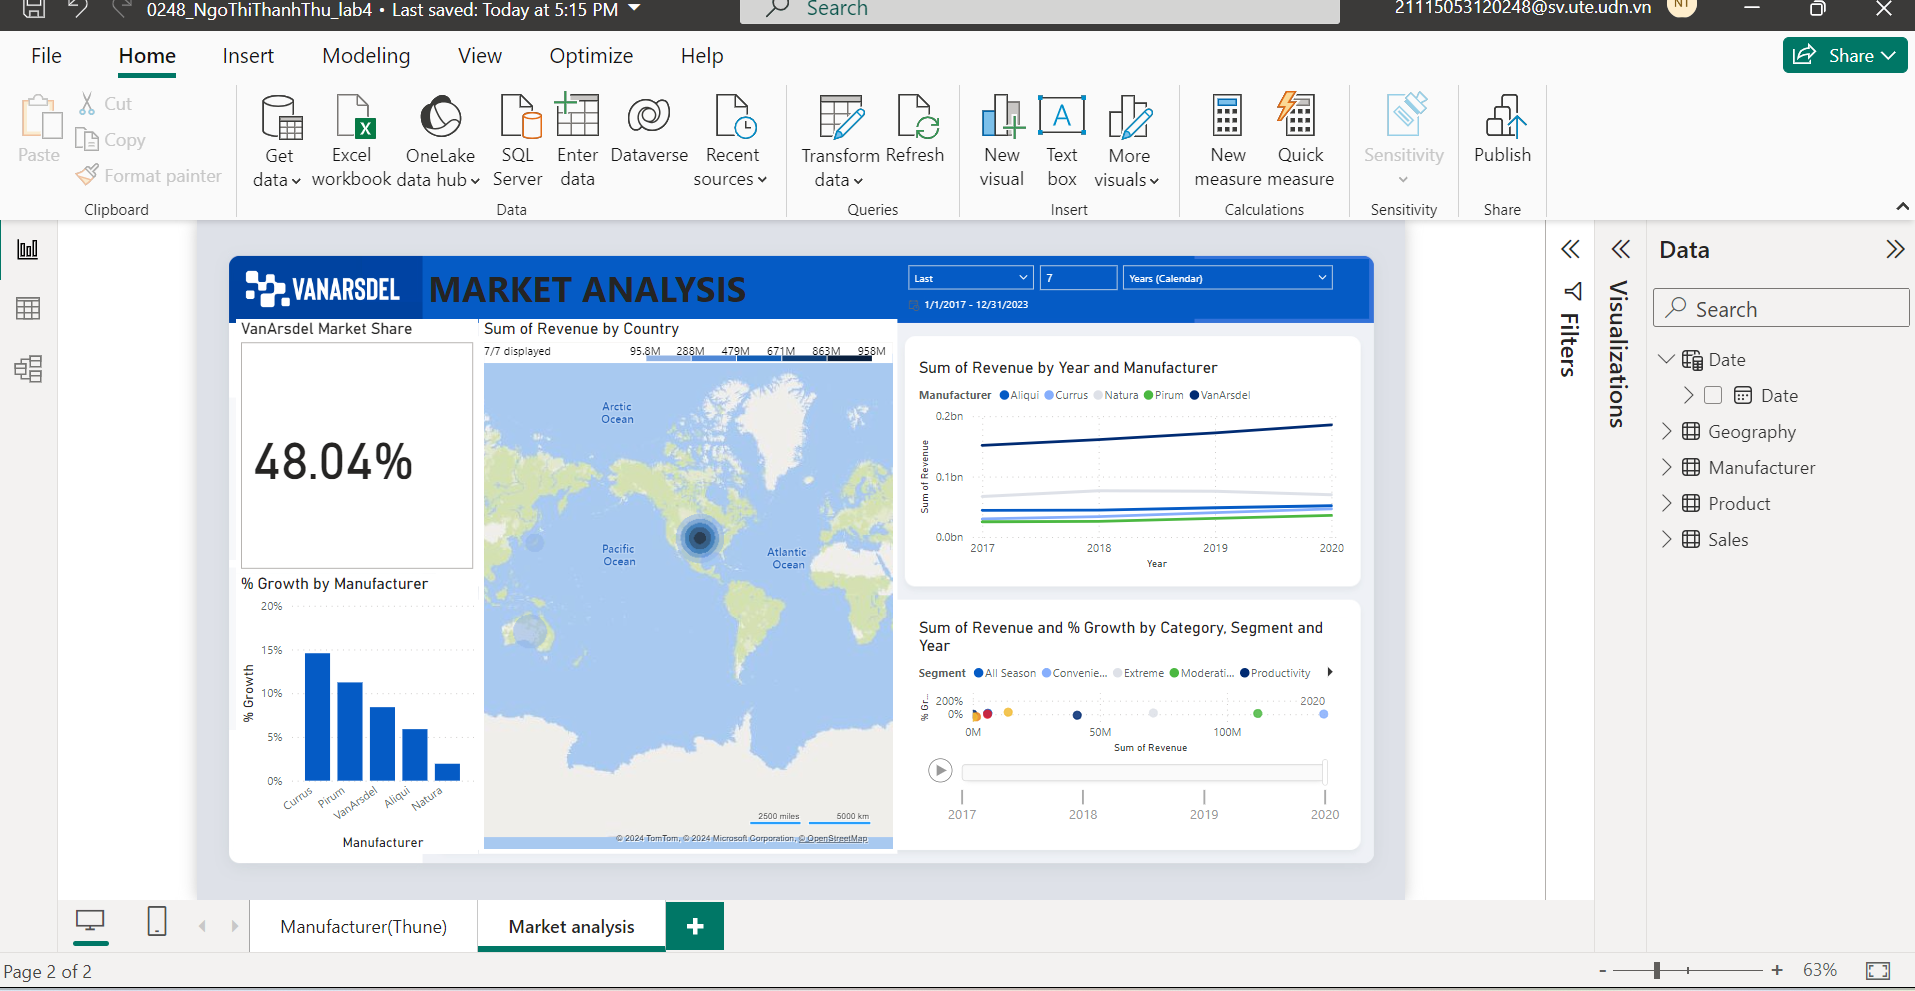 0248_NgoThiThanhThu_lab4 • Last saved: Today at 5:15 PM
Search
21115053120248@sv.ute.udn.vn
NT
File
Home
Insert
Modeling
View
Optimize
Help
Share
Paste
Cut
Copy
Format painter
Clipboard
Get data
Excel workbook
OneLake data hub
SQL Server
Enter data
Dataverse
Recent sources
Data
Transform data
Refresh
Queries
New visual
Text box
More visuals
Insert
New measure
Quick measure
Calculations
Sensitivity
Sensitivity
Publish
Share
VANARSDEL
MARKET ANALYSIS
Last
7
Years (Calendar)
1/1/2017 - 12/31/2023
VanArsdel Market Share
48.04%
% Growth by Manufacturer
20%
15%
10%
5%
0%
% Growth
Currus
Pirum
VanArsdel
Aliqui
Natura
Manufacturer
Sum of Revenue by Country
7/7 displayed
95.8M 288M 479M 671M 863M 958M
Arctic
Ocean
Pacific
Ocean
Atlantic
Ocean
2500 miles
5000 km
© 2024 TomTom, © 2024 Microsoft Corporation, © OpenStreetMap
Sum of Revenue by Year and Manufacturer
Manufacturer Aliqui Currus Natura Pirum VanArsdel
0.2bn
0.1bn
0.0bn
Sum of Revenue
2017 2018 2019 2020
Year
Sum of Revenue and % Growth by Category, Segment and
Year
Segment All Season Convenie... Extreme Moderati... Productivity
% Gr...
200%
0%
2020
0M 50M 100M
Sum of Revenue
2017 2018 2019 2020
Filters
Visualizations
Data
Search
Date
Date
Geography
Manufacturer
Product
Sales
Manufacturer(Thune)
Market analysis
+
Page 2 of 2
- + 63%